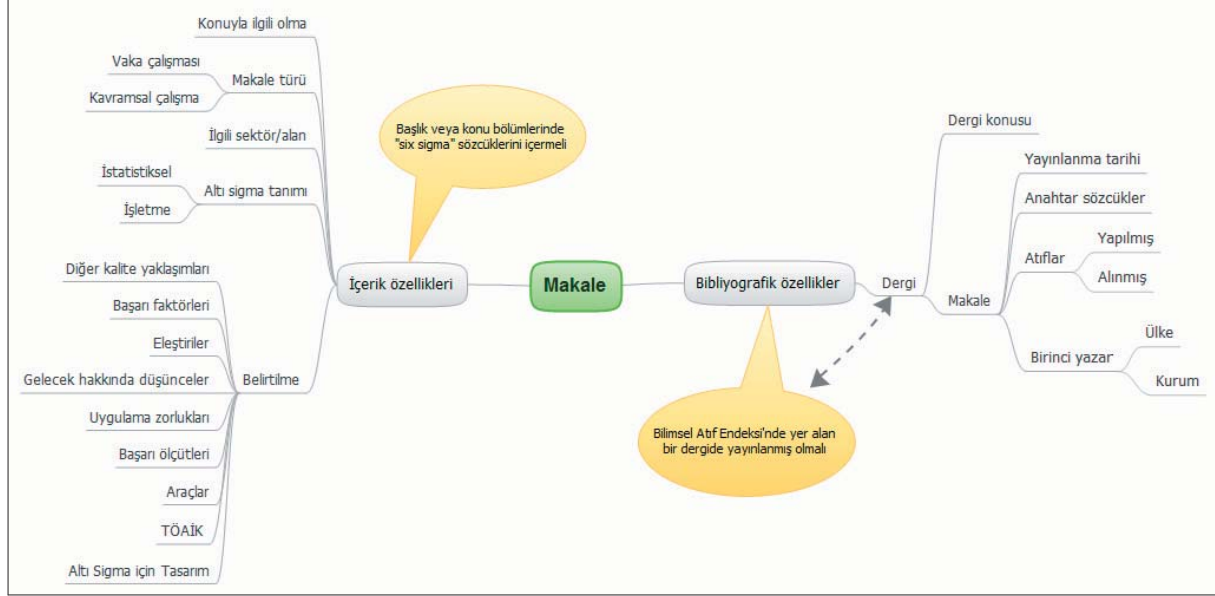 Konuyla ilgili olma
Vaka çalışması
Makale türü
Kavramsal çalışma
İlgili sektör/alan
İstatistiksel
Altı sigma tanımı
İşletme
Diğer kalite yaklaşımları
Başarı faktörleri
Eleştiriler
Gelecek hakkında düşünceler
Belirtilme
Uygulama zorlukları
Başarı ölçütleri
Araçlar
TÖAİK
Altı Sigma için Tasarım
Başlık veya konu bölümlerinde
"six sigma" sözcüklerini içermeli
İçerik özellikleri
Makale
Bibliyografik özellikler
Bilimsel Atıf Endeksi'nde yer alan
bir dergide yayınlanmış olmalı
Dergi
Dergi konusu
Makale
Yayınlanma tarihi
Anahtar sözcükler
Atıflar
Yapılmış
Alınmış
Birinci yazar
Ülke
Kurum